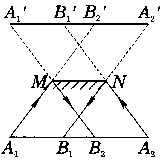 A₁′ B₁′ B₂′ A₂′
M N
A₁ B₁ B₂ A₂